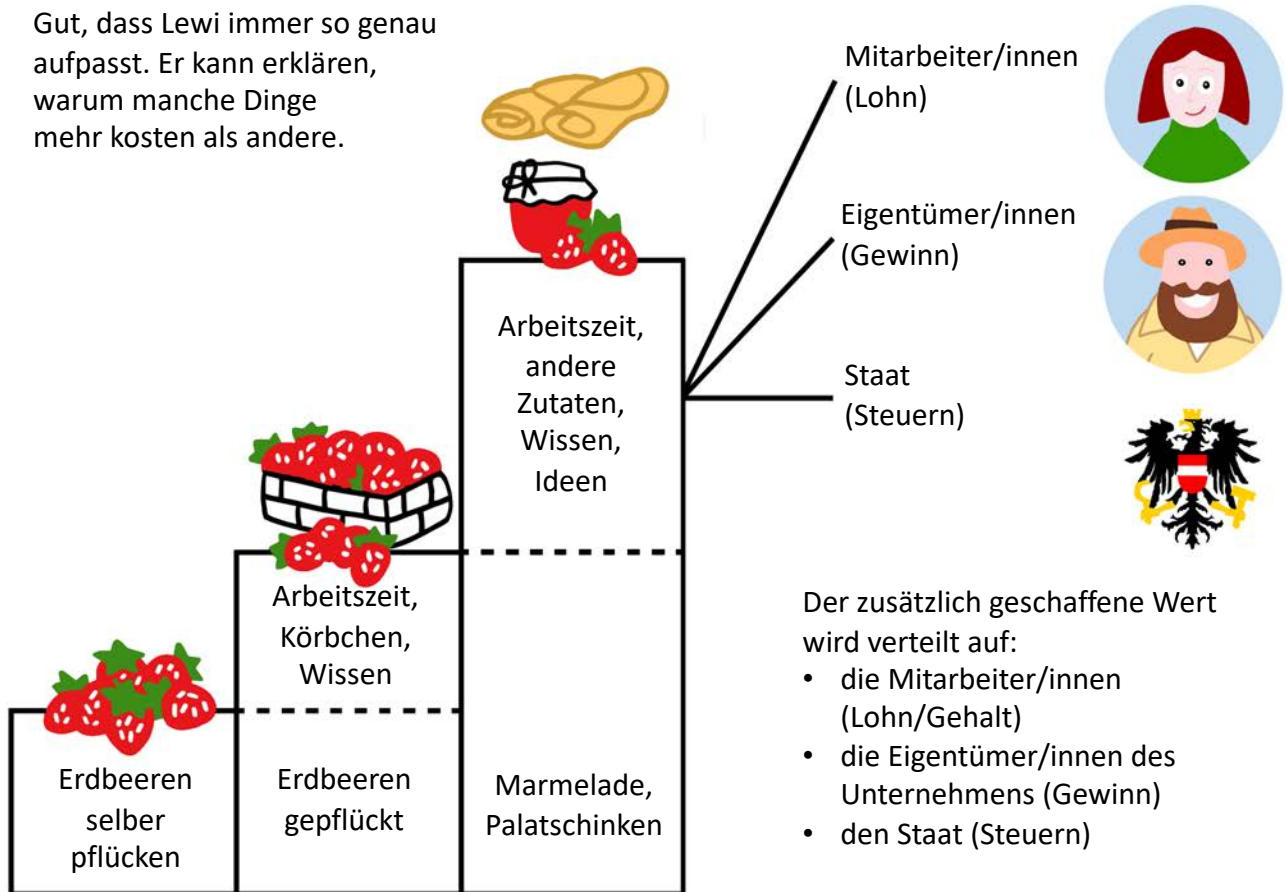 Gut, dass Lewi immer so genau
aufpasst. Er kann erklären,
warum manche Dinge
mehr kosten als andere.
Mitarbeiter/innen
(Lohn)
Eigentümer/innen
(Gewinn)
Staat
(Steuern)
Arbeitszeit,
andere
Zutaten,
Wissen,
Ideen
Arbeitszeit,
Körbchen,
Wissen
Erdbeeren
selber
pflücken
Erdbeeren
gepflückt
Marmelade,
Palatschinken
Der zusätzlich geschaffene Wert
wird verteilt auf:
• die Mitarbeiter/innen
(Lohn/Gehalt)
• die Eigentümer/innen des
Unternehmens (Gewinn)
• den Staat (Steuern)